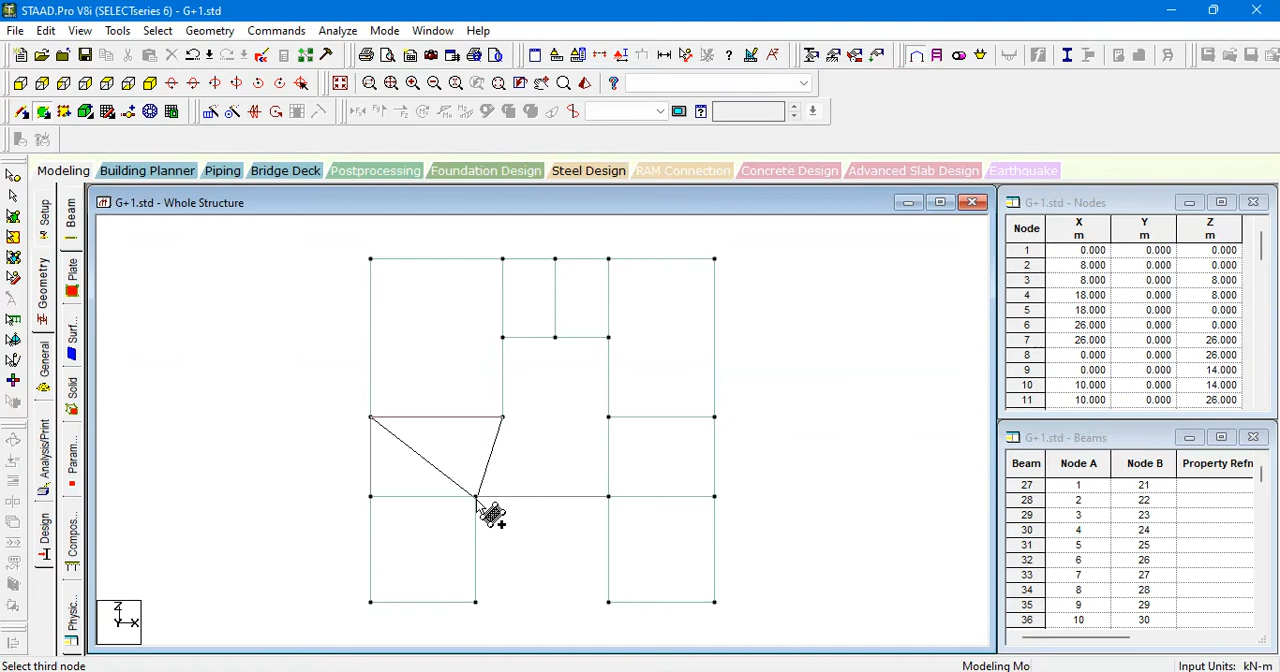 STAAD.Pro V8i (SELECTseries 6) - G+1.std
File Edit View Tools Select Geometry Commands Analyze Mode Window Help
Modeling Building Planner Piping Bridge Deck Postprocessing Foundation Design Steel Design RAM Connection Concrete Design Advanced Slab Design Earthquake
Setup
Geometry
General
Analysis/Print
Design
Beam
Plate
Surf...
Solid
Param...
Compos...
Physic...
G+1.std - Whole Structure
Z
Y X
G+1.std - Nodes
Node X m Y m Z m
1 0.000 0.000 0.000
2 8.000 0.000 0.000
3 8.000 0.000 8.000
4 18.000 0.000 8.000
5 18.000 0.000 0.000
6 26.000 0.000 0.000
7 26.000 0.000 26.000
8 0.000 0.000 26.000
9 0.000 0.000 14.000
10 10.000 0.000 14.000
11 10.000 0.000 26.000
G+1.std - Beams
Beam Node A Node B Property Refn
27 1 21
28 2 22
29 3 23
30 4 24
31 5 25
32 6 26
33 7 27
34 8 28
35 9 29
36 10 30
Select third node
Modeling Mo
Input Units: kN-m